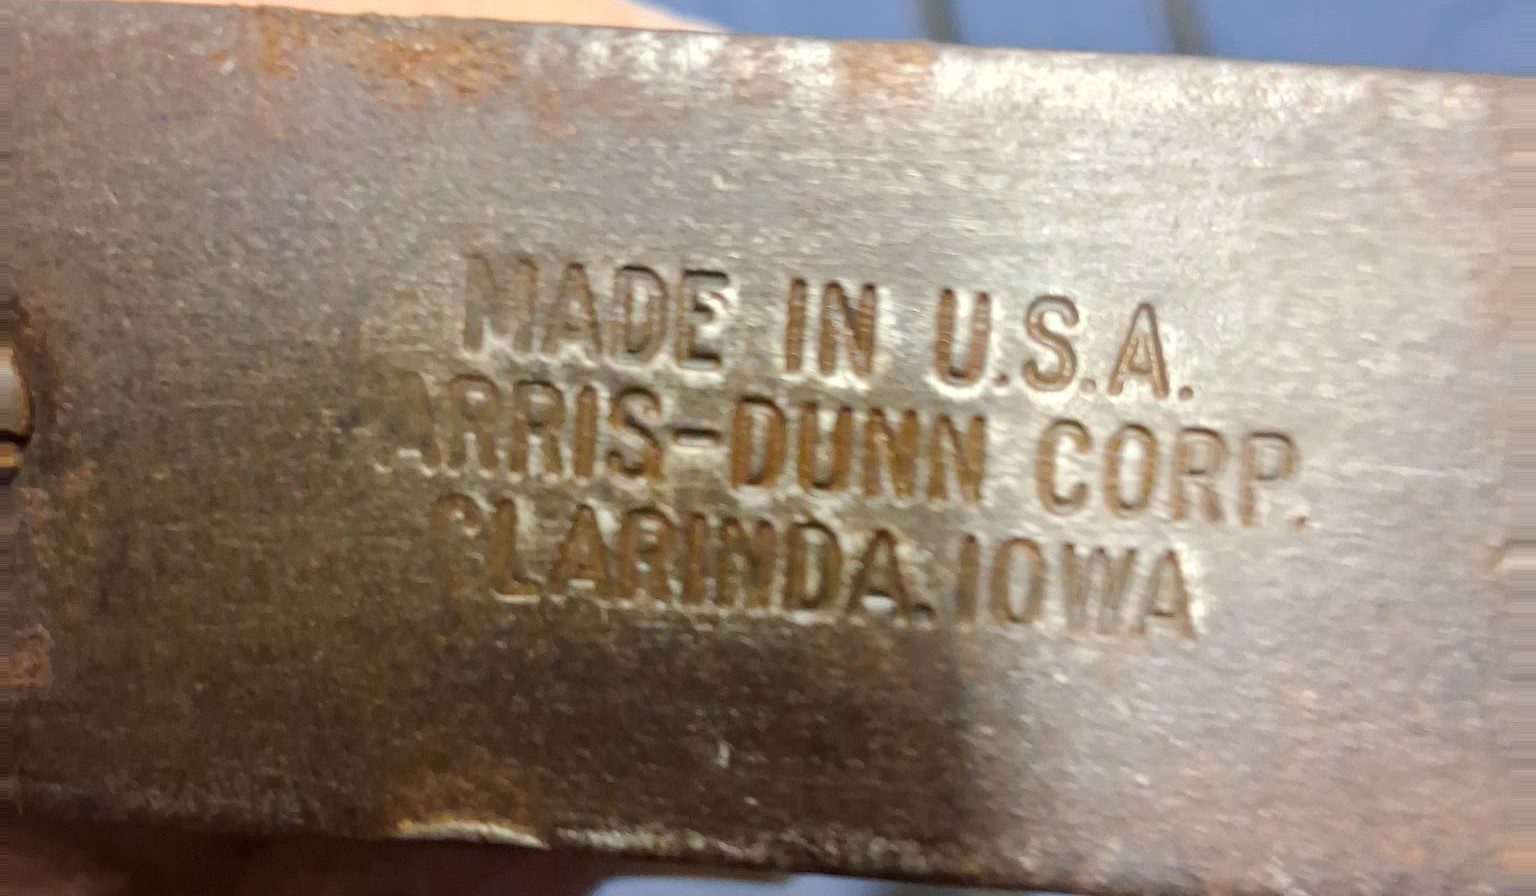 MADE IN U.S.A.
ARRIS-DUNN CORP.
CLARINDA, IOWA